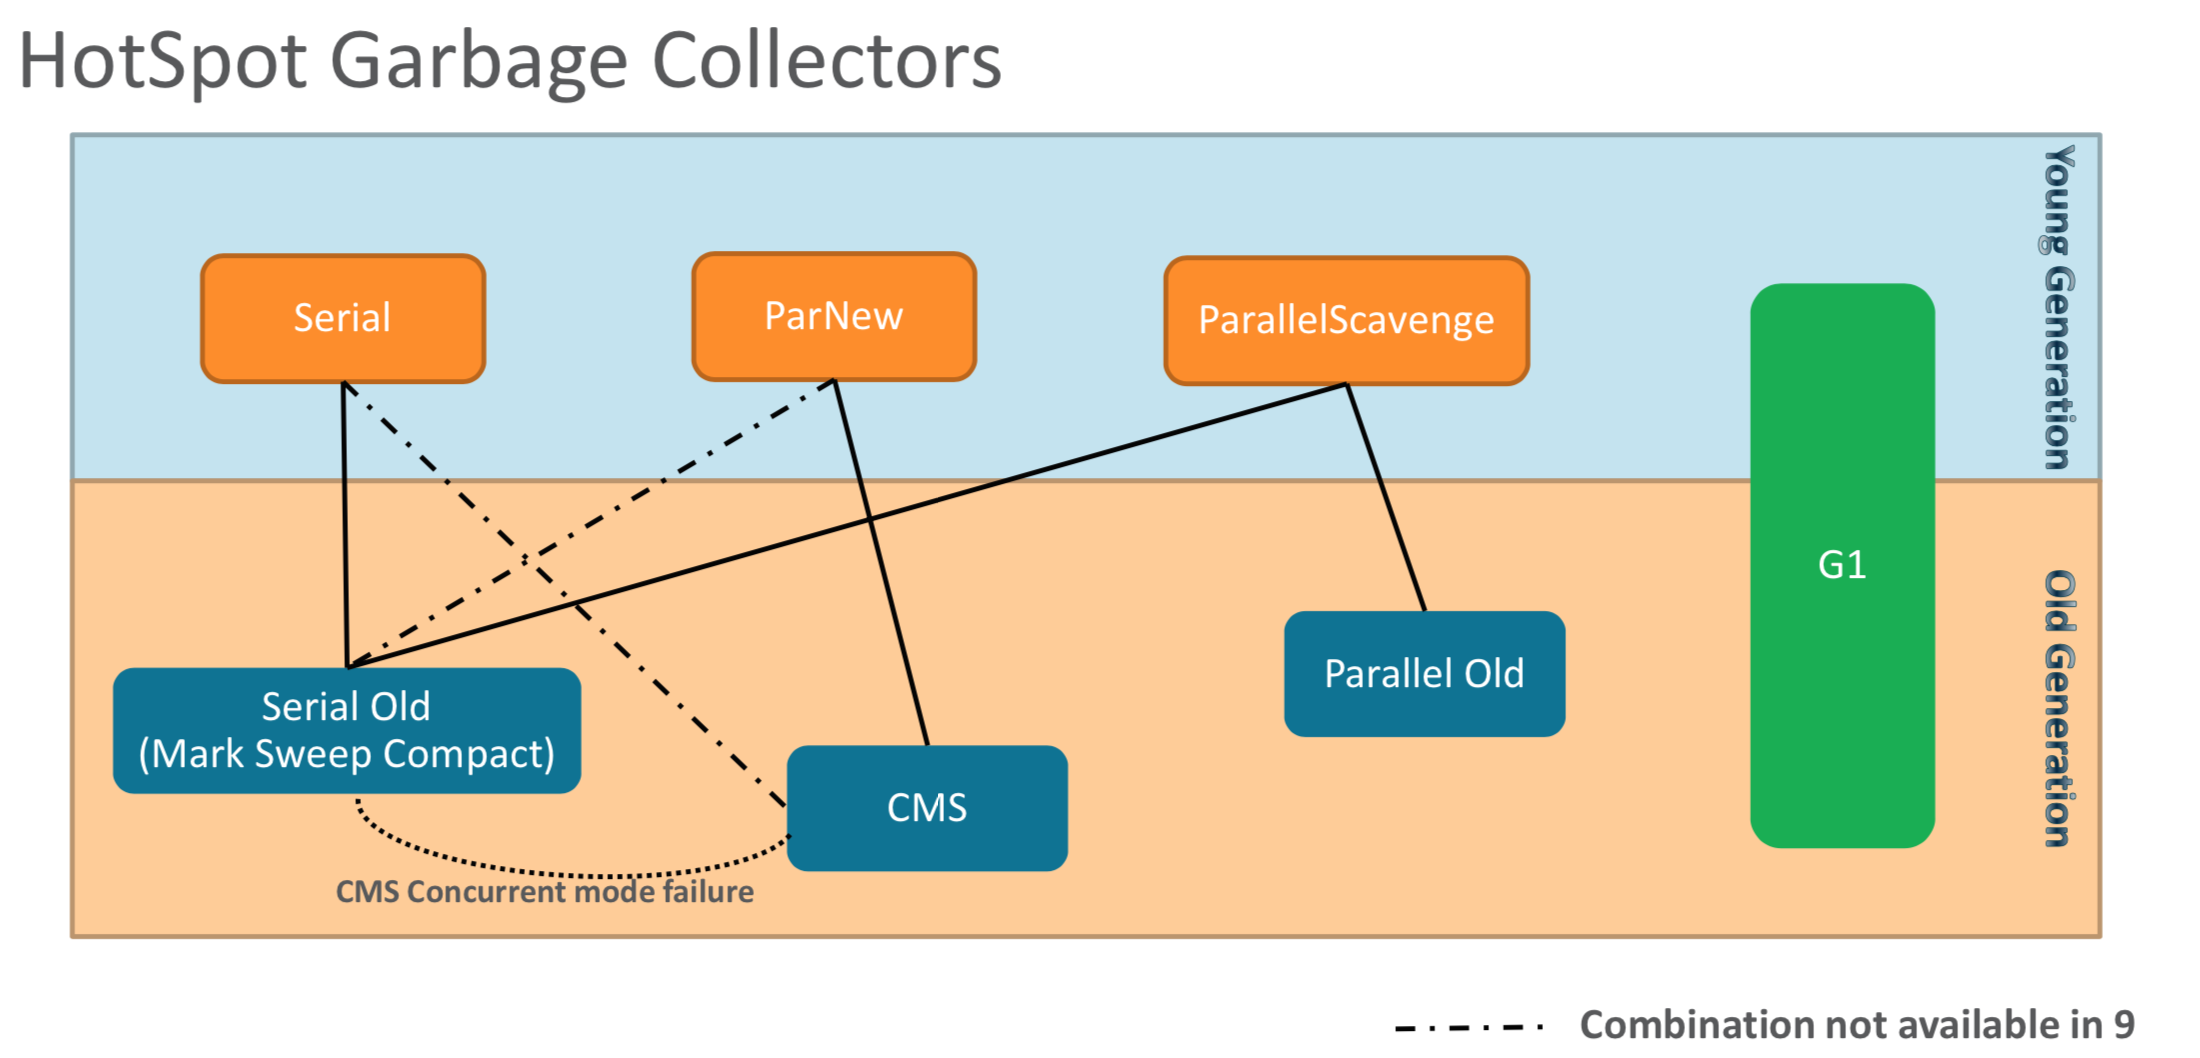 HotSpot Garbage Collectors
Young Generation
Serial
ParNew
ParallelScavenge
G1
Old Generation
Serial Old
(Mark Sweep Compact)
CMS
Parallel Old
CMS Concurrent mode failure
Combination not available in 9